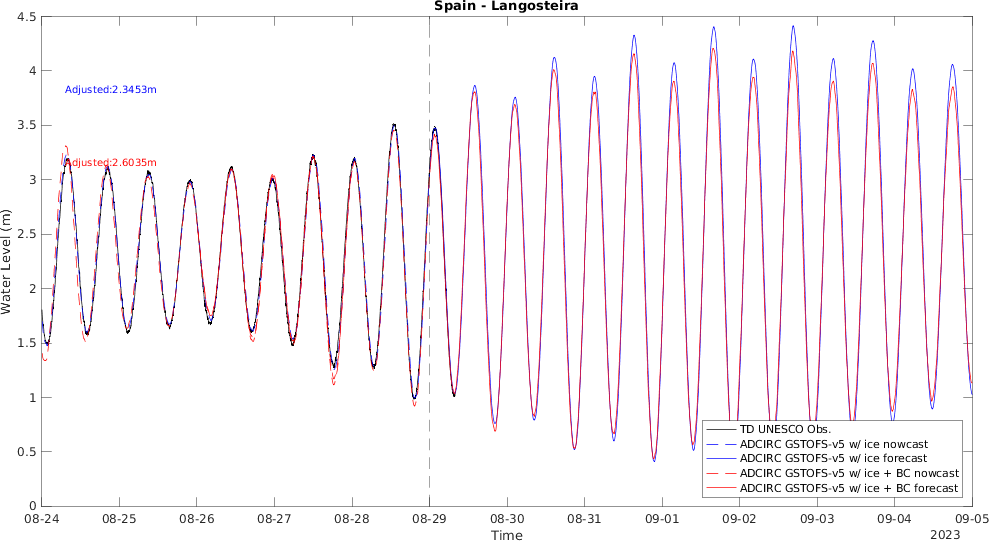 Spain - Langosteira
4.5
4
3.5
3
2.5
2
1.5
1
0.5
0
Water Level (m)
Adjusted:2.3453m
Adjusted:2.6035m
TD UNESCO Obs.
ADCIRC GSTOFS-v5 w/ ice nowcast
ADCIRC GSTOFS-v5 w/ ice forecast
ADCIRC GSTOFS-v5 w/ ice + BC nowcast
ADCIRC GSTOFS-v5 w/ ice + BC forecast
08-24 08-25 08-26 08-27 08-28 08-29 08-30 08-31 09-01 09-02 09-03 09-04 09-05
Time
2023